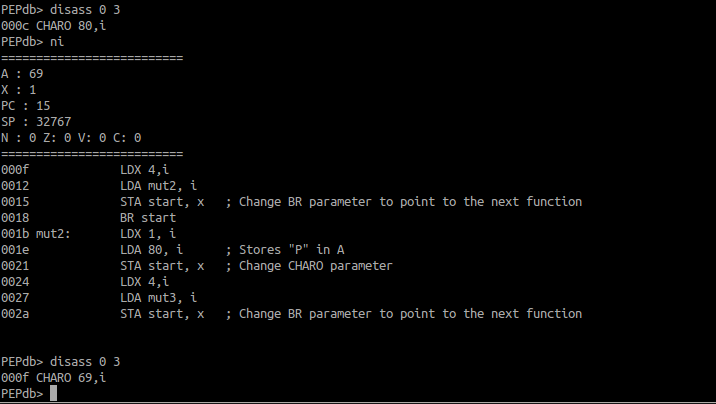 PEPdb> disass 0 3
000c CHARO 80,i
PEPdb> ni
==========================
A : 69
X : 1
PC : 15
SP : 32767
N : 0 Z: 0 V: 0 C: 0
==========================
000f             LDX 4,i
0012             LDA mut2, i
0015             STA start, x   ; Change BR parameter to point to the next function
0018             BR start
001b mut2:       LDX 1, i
001e             LDA 80, i      ; Stores "P" in A
0021             STA start, x   ; Change CHARO parameter
0024             LDX 4,i
0027             LDA mut3, i
002a             STA start, x   ; Change BR parameter to point to the next function
PEPdb> disass 0 3
000f CHARO 69,i
PEPdb>